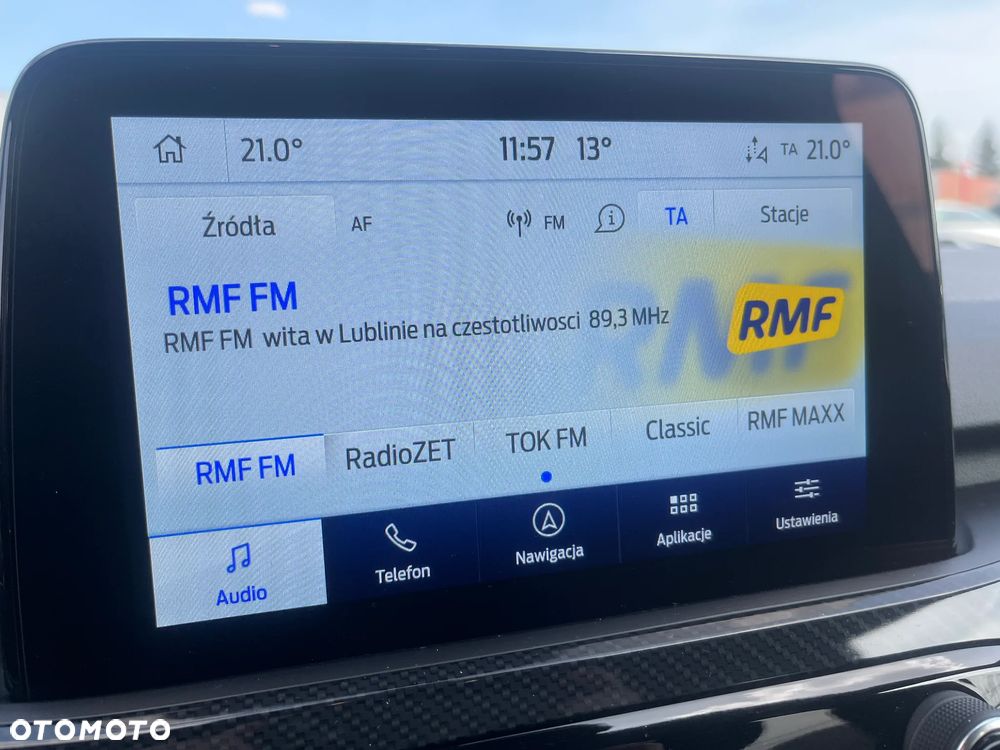 21.0° 11:57 13° TA 21.0°
Źródła AF FM TA Stacje
RMF FM
RMF FM wita w Lublinie na czestotliwosci 89,3 MHz
RMF
RMF FM RadioZET TOK FM Classic RMF MAXX
Audio Telefon Nawigacja Aplikacje Ustawienia
OTOMOTO